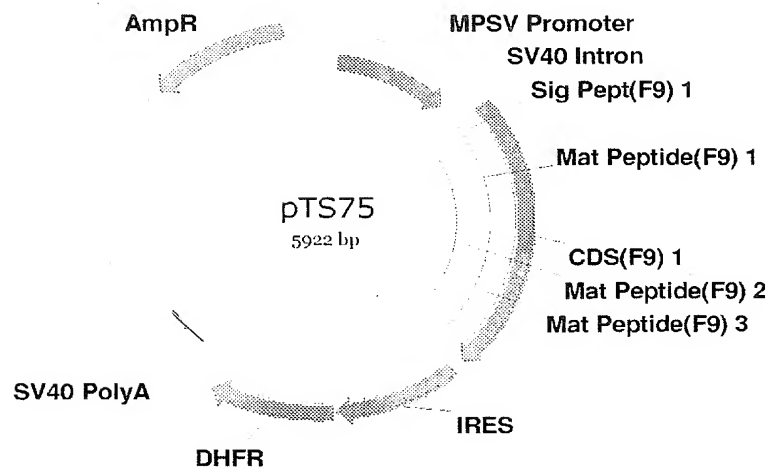 AmpR
MPSV Promoter
SV40 Intron
Sig Pept(F9) 1
Mat Peptide(F9) 1
pTS75
5922 bp
CDS(F9) 1
Mat Peptide(F9) 2
Mat Peptide(F9) 3
SV40 PolyA
IRES
DHFR